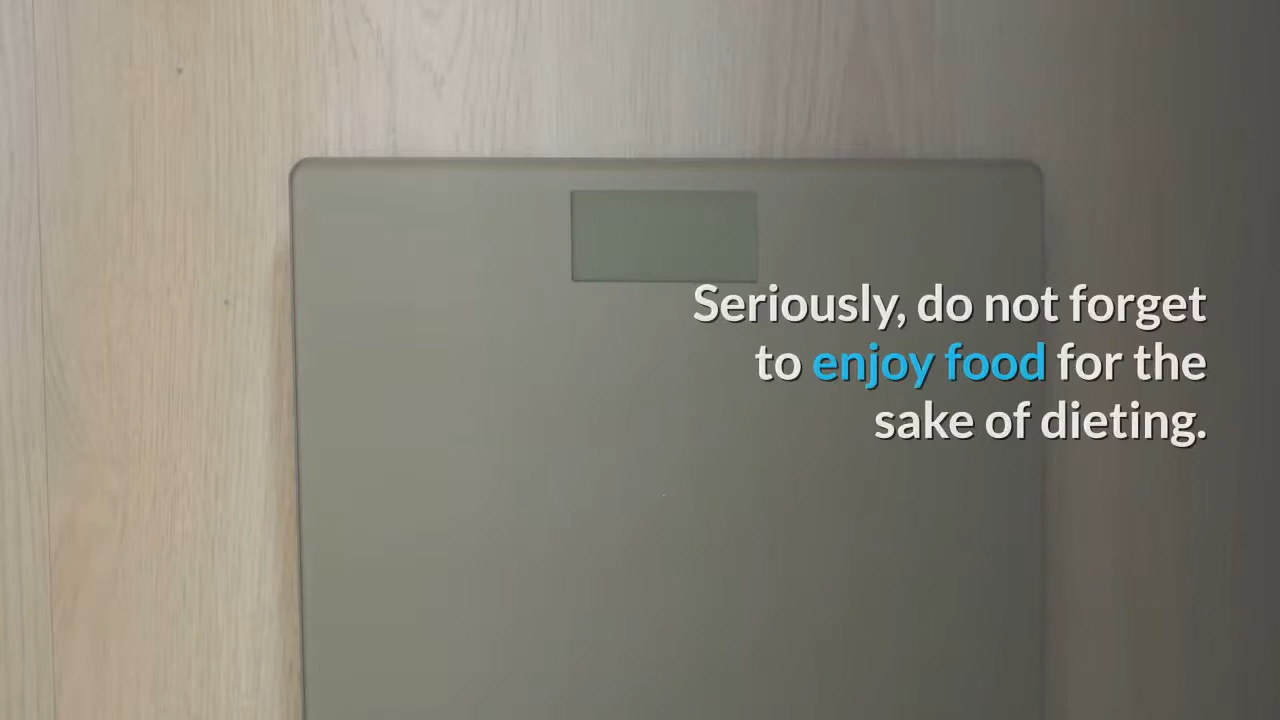 Seriously, do not forget
to enjoy food for the
sake of dieting.